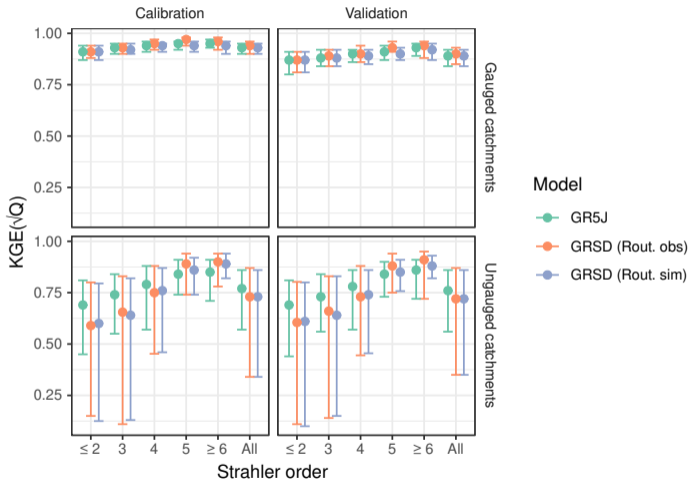 Calibration
Validation
1.00
0.75
0.50
0.25
Gauged catchments
KGE(√Q)
1.00
0.75
0.50
0.25
Ungauged catchments
≤ 2 3 4 5 ≥ 6 All
≤ 2 3 4 5 ≥ 6 All
Strahler order
Model
GR5J
GRSD (Rout. obs)
GRSD (Rout. sim)